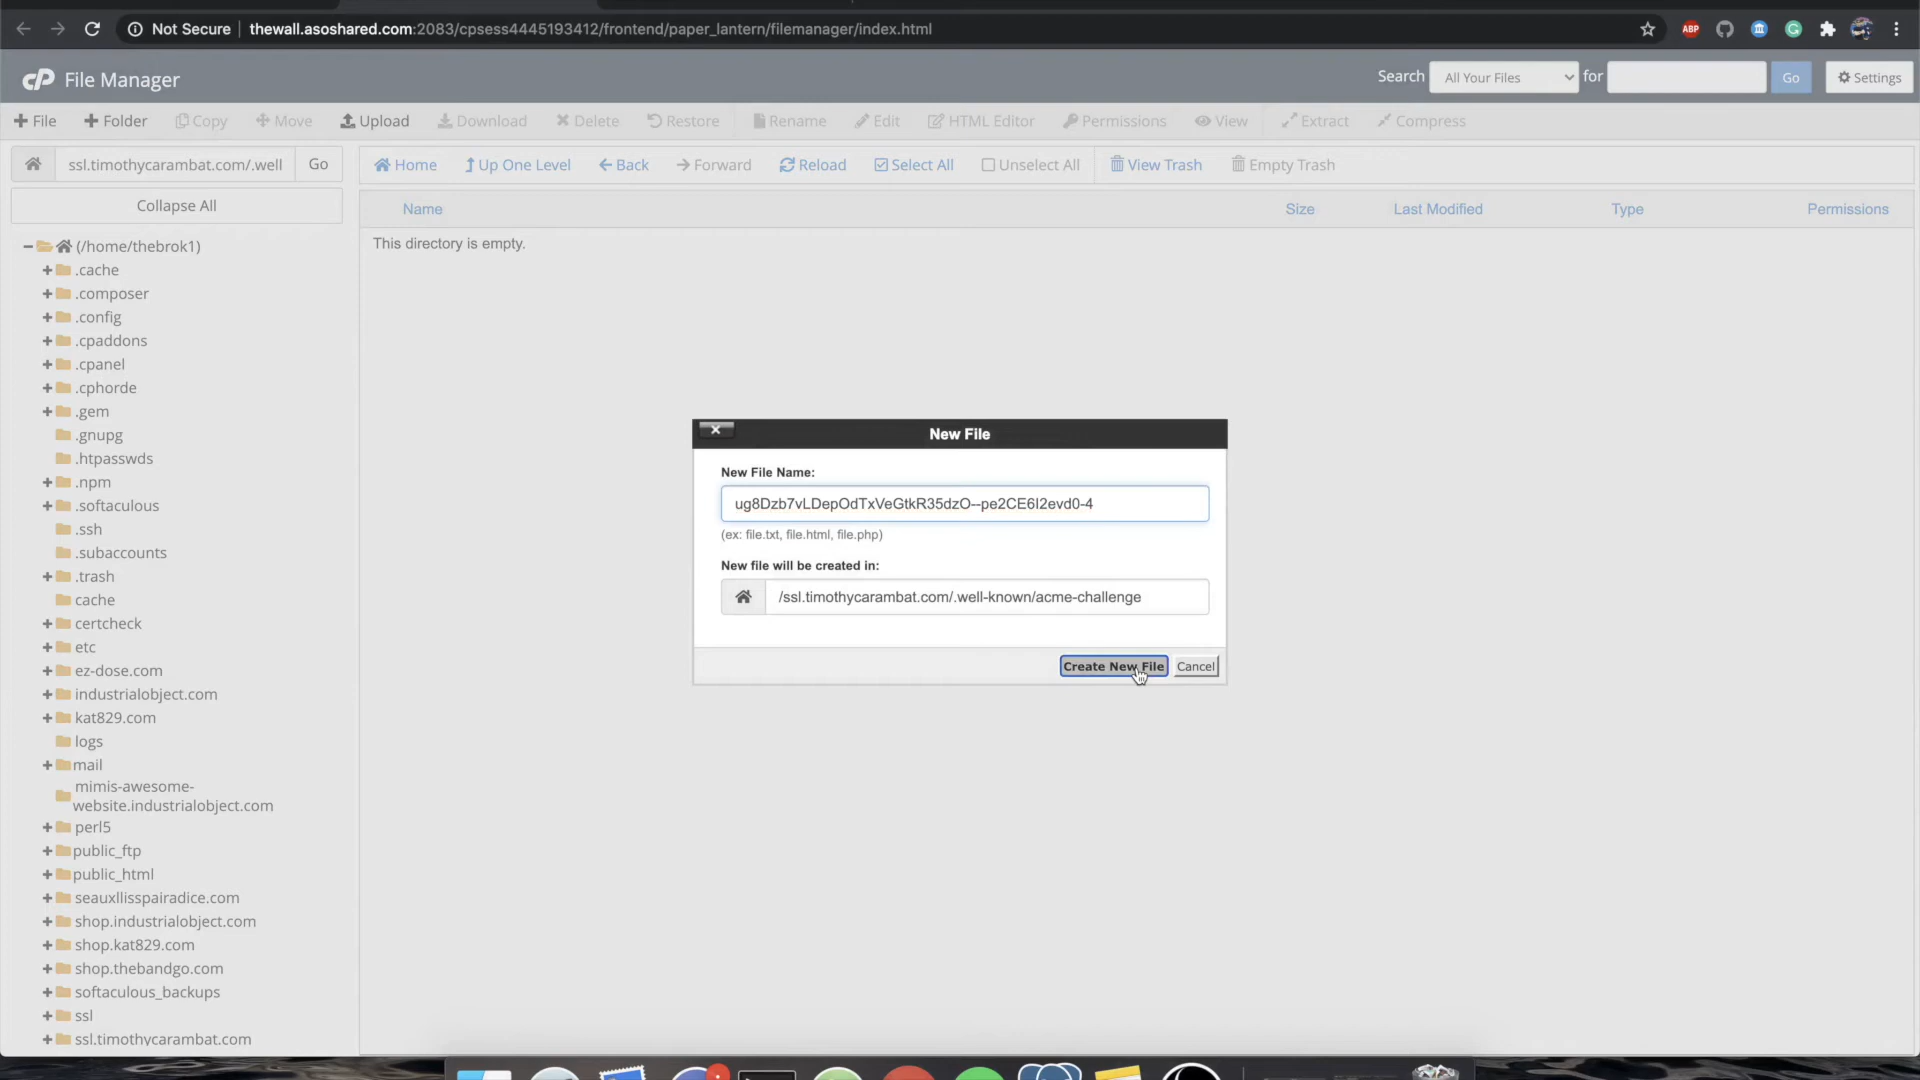 Not Secure | thewall.asoshared.com:2083/cpsess4445193412/frontend/paper_lantern/filemanager/index.html
ABP
cP File Manager
Search All Your Files for Go Settings
File Folder Copy Move Upload Download Delete Restore Rename Edit HTML Editor Permissions View Extract Compress
ssl.timothycarambat.com/.well Go
Home Up One Level Back Forward Reload Select All Unselect All View Trash Empty Trash
Collapse All
Name Size Last Modified Type Permissions
This directory is empty.
(/home/thebrok1)
.cache
.composer
.config
.cpaddons
.cpanel
.cphorde
.gem
.gnupg
.htpasswds
.npm
.softaculous
.ssh
.subaccounts
.trash
cache
certcheck
etc
ez-dose.com
industrialobject.com
kat829.com
logs
mail
mimis-awesome-
website.industrialobject.com
perl5
public_ftp
public_html
seauxllisspairadice.com
shop.industrialobject.com
shop.kat829.com
shop.thebandgo.com
softaculous_backups
ssl
ssl.timothycarambat.com
New File
New File Name:
ug8Dzb7vLDepOdTxVeGtkR35dzO--pe2CE6I2evd0-4
(ex: file.txt, file.html, file.php)
New file will be created in:
/ssl.timothycarambat.com/.well-known/acme-challenge
Create New File Cancel